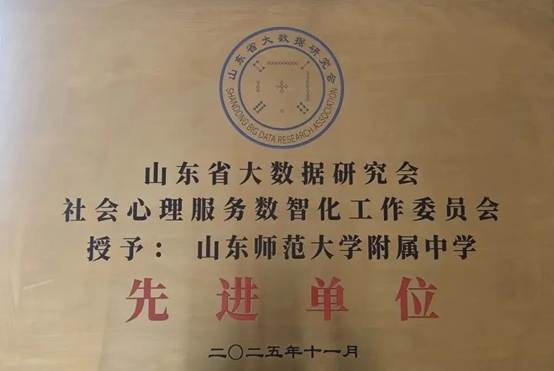 山东省大数据研究会
SHANDONG BIG DATA RESEARCH ASSOCIATION
山东省大数据研究会
社会心理服务数智化工作委员会
授予： 山东师范大学附属中学
先进单位
二〇二五年十一月